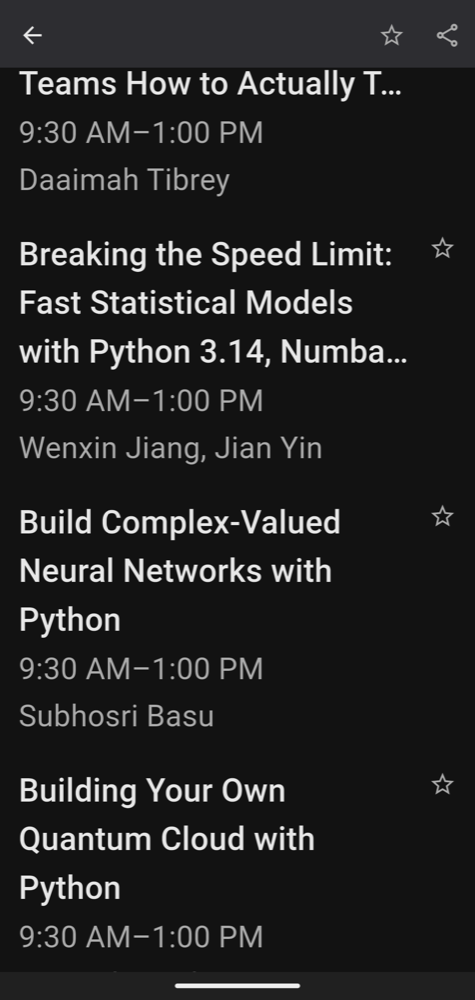 Teams How to Actually T...
9:30 AM–1:00 PM
Daaimah Tibrey
Breaking the Speed Limit:
Fast Statistical Models
with Python 3.14, Numba...
9:30 AM–1:00 PM
Wenxin Jiang, Jian Yin
Build Complex-Valued
Neural Networks with
Python
9:30 AM–1:00 PM
Subhosri Basu
Building Your Own
Quantum Cloud with
Python
9:30 AM–1:00 PM